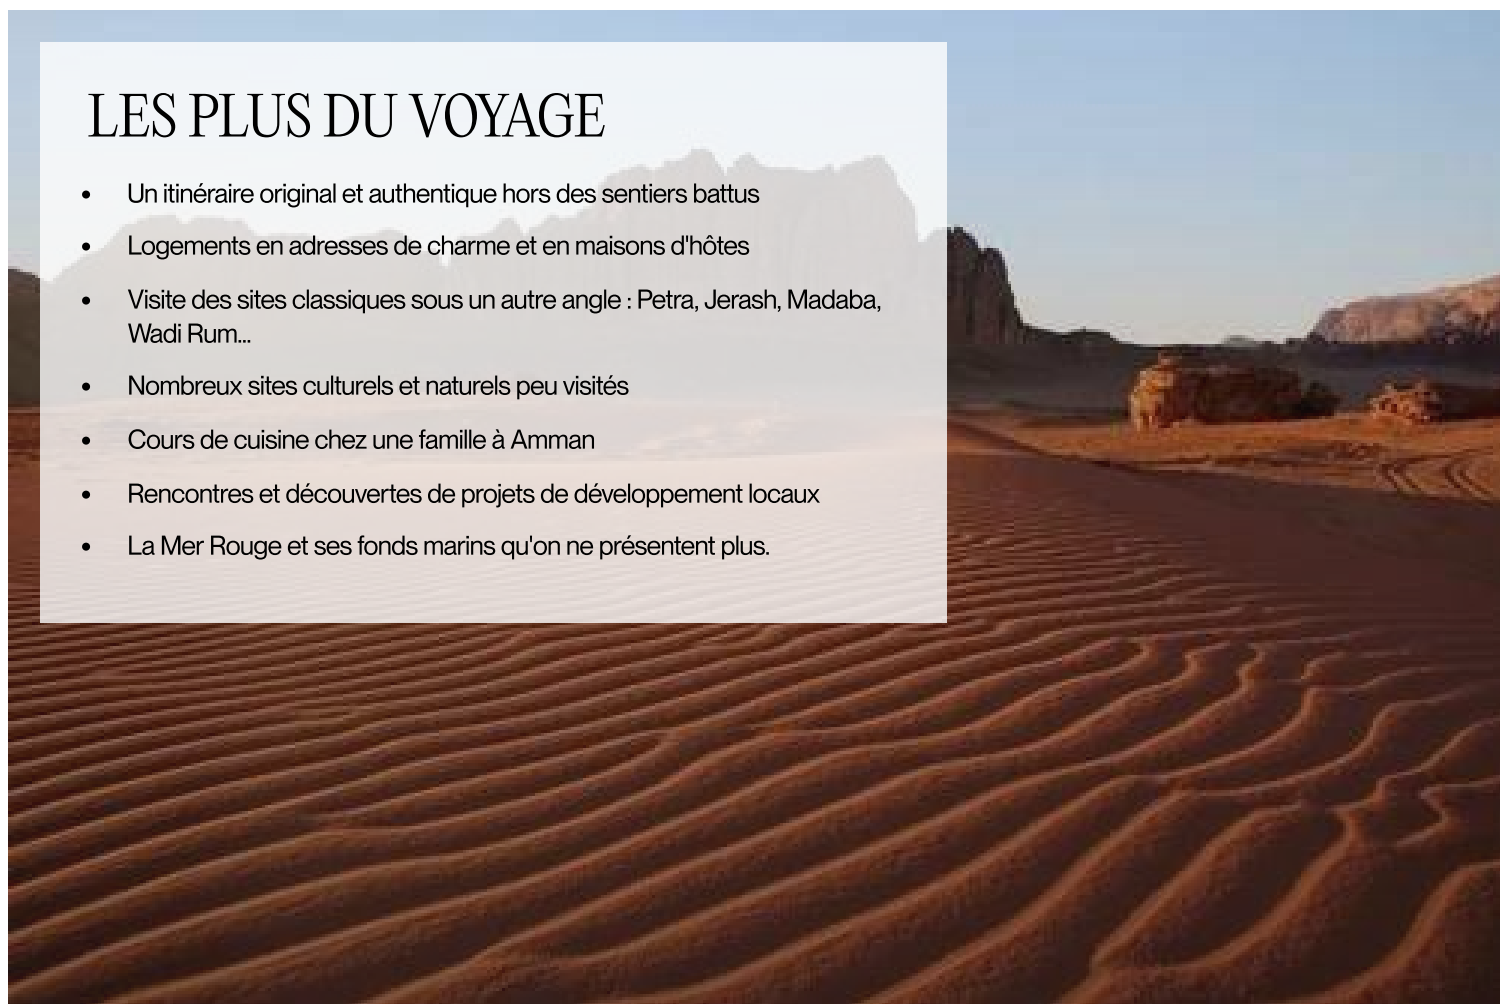 LES PLUS DU VOYAGE
• Un itinéraire original et authentique hors des sentiers battus
• Logements en adresses de charme et en maisons d'hôtes
• Visite des sites classiques sous un autre angle : Petra, Jerash, Madaba,
Wadi Rum...
• Nombreux sites culturels et naturels peu visités
• Cours de cuisine chez une famille à Amman
• Rencontres et découvertes de projets de développement locaux
• La Mer Rouge et ses fonds marins qu'on ne présentent plus.